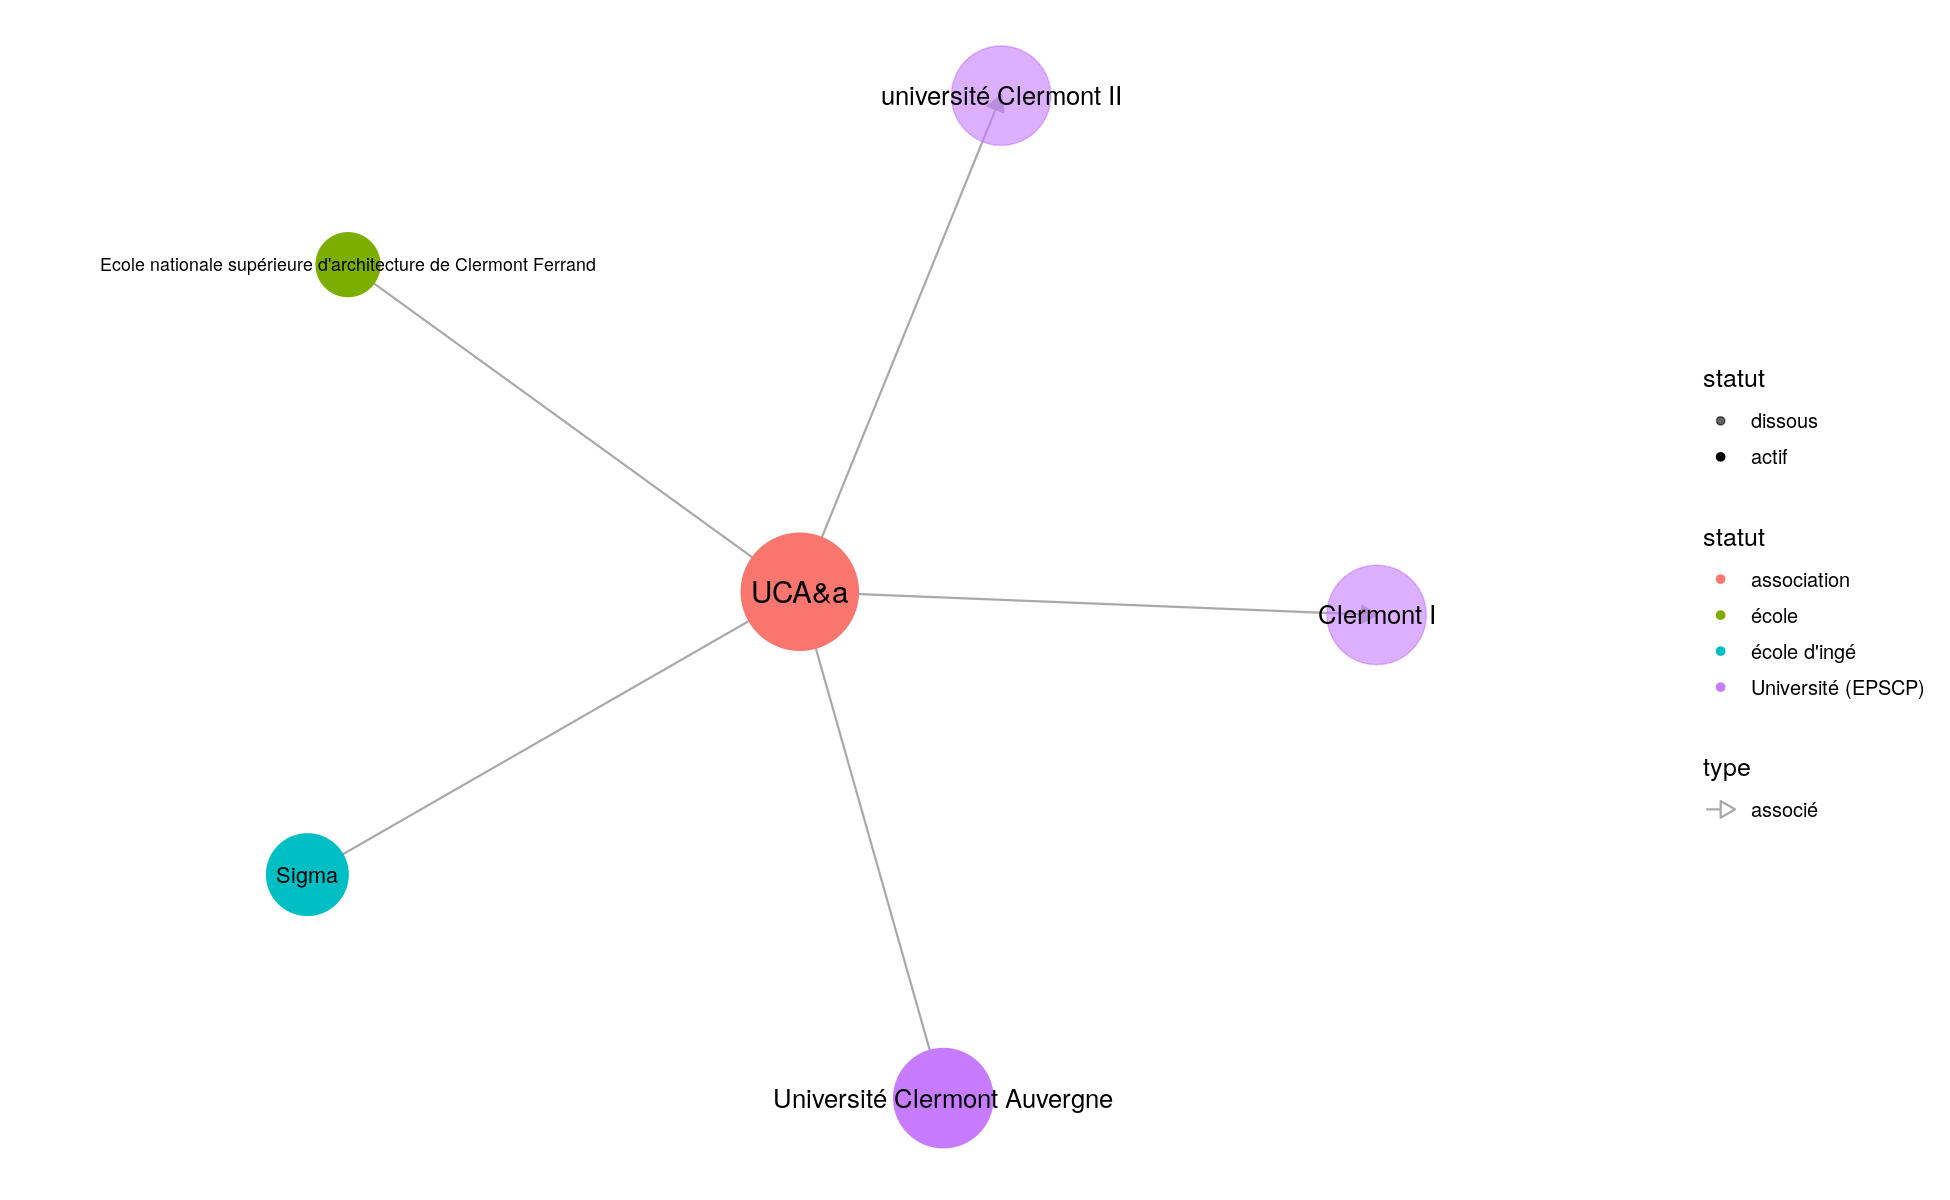 université Clermont II
Ecole nationale supérieure d'architecture de Clermont Ferrand
UCA&a
Clermont I
Sigma
Université Clermont Auvergne
statut
dissous
actif
statut
association
école
école d'ingé
Université (EPSCP)
type
associé